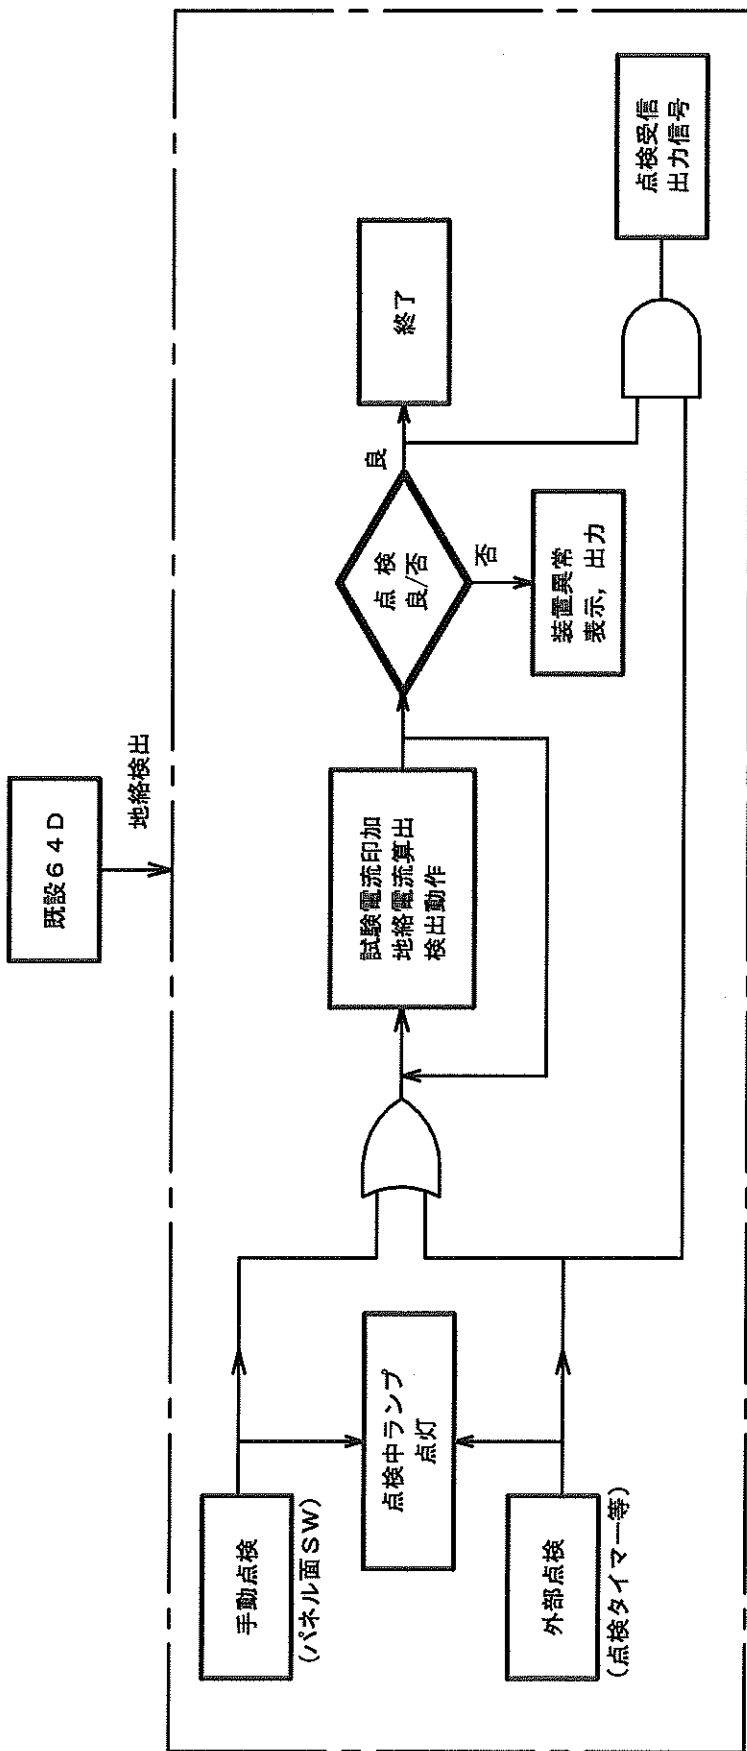 既設64D
地絡検出
手動点検
(パネル面SW)
点検中ランプ
点灯
外部点検
(点検タイマー等)
試験電流印加
地絡電流算出
検出動作
点検
良/否
良
否
終了
装置異常
表示,出力
点検受信
出力信号